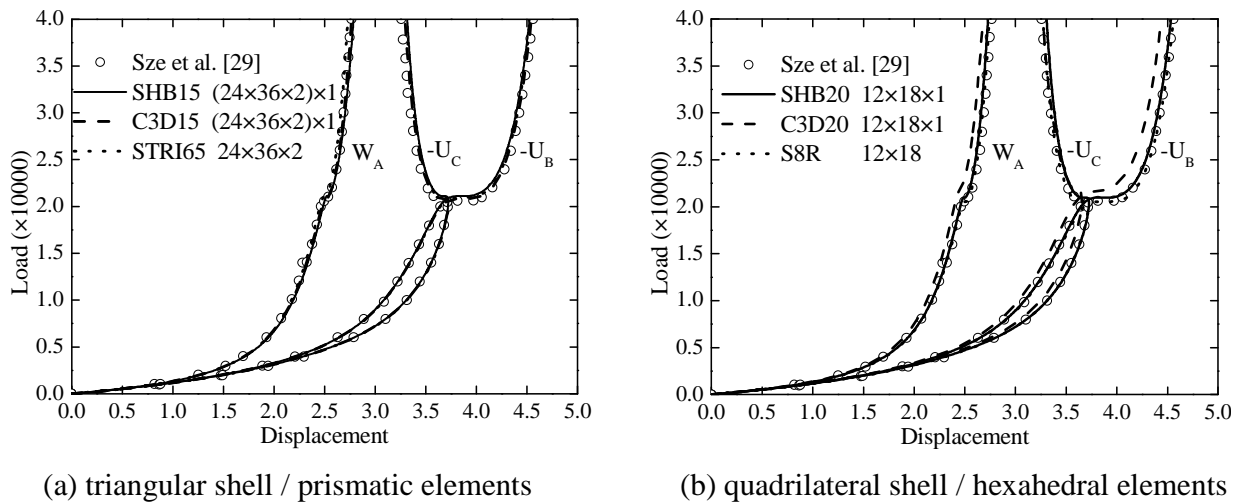 4.0
3.5
3.0
2.5
2.0
1.5
1.0
0.5
0.0
Load (×10000)
Sze et al. [29]
SHB15 (24×36×2)×1
C3D15 (24×36×2)×1
STRI65 24×36×2
W_A
-U_C
-U_B
0.0 0.5 1.0 1.5 2.0 2.5 3.0 3.5 4.0 4.5 5.0
Displacement
(a) triangular shell / prismatic elements
4.0
3.5
3.0
2.5
2.0
1.5
1.0
0.5
0.0
Load (×10000)
Sze et al. [29]
SHB20 12×18×1
C3D20 12×18×1
S8R 12×18
W_A
-U_C
-U_B
0.0 0.5 1.0 1.5 2.0 2.5 3.0 3.5 4.0 4.5 5.0
Displacement
(b) quadrilateral shell / hexahedral elements